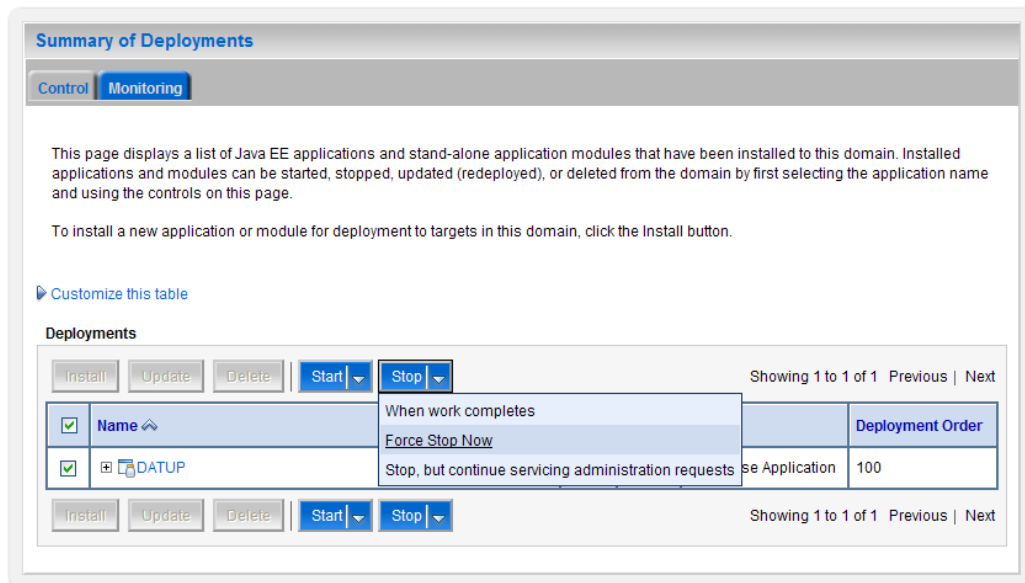 Summary of Deployments
Control Monitoring
This page displays a list of Java EE applications and stand-alone application modules that have been installed to this domain. Installed
applications and modules can be started, stopped, updated (redeployed), or deleted from the domain by first selecting the application name
and using the controls on this page.
To install a new application or module for deployment to targets in this domain, click the Install button.
Customize this table
Deployments
Install Update Delete Start Stop Showing 1 to 1 of 1 Previous | Next
When work completes
Name Deployment Order
Force Stop Now
DATUP se Application 100
Stop, but continue servicing administration requests
Install Update Delete Start Stop Showing 1 to 1 of 1 Previous | Next